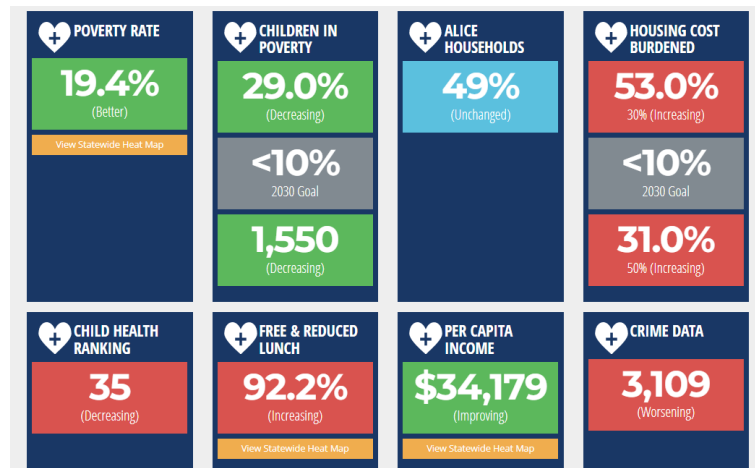 POVERTY RATE
19.4%
(Better)
View Statewide Heat Map
CHILDREN IN
POVERTY
29.0%
(Decreasing)
<10%
2030 Goal
1,550
(Decreasing)
ALICE
HOUSEHOLDS
49%
(Unchanged)
HOUSING COST
BURDENED
53.0%
30% (Increasing)
<10%
2030 Goal
31.0%
50% (Increasing)
CHILD HEALTH
RANKING
35
(Decreasing)
FREE & REDUCED
LUNCH
92.2%
(Increasing)
View Statewide Heat Map
PER CAPITA
INCOME
$34,179
(Improving)
View Statewide Heat Map
CRIME DATA
3,109
(Worsening)